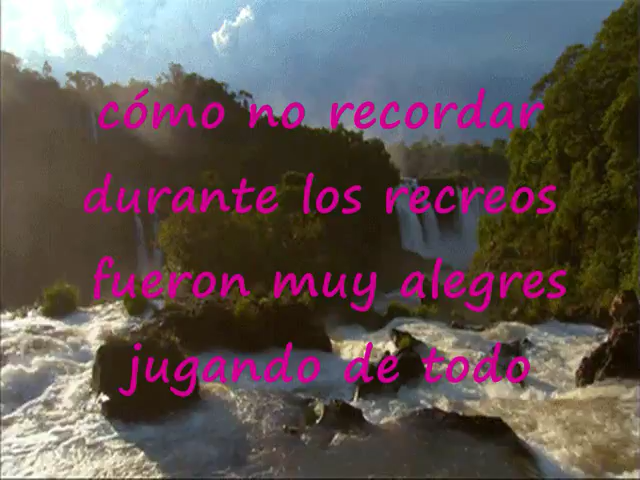 cómo no recordar
durante los recreos
fueron muy alegres
jugando de todo